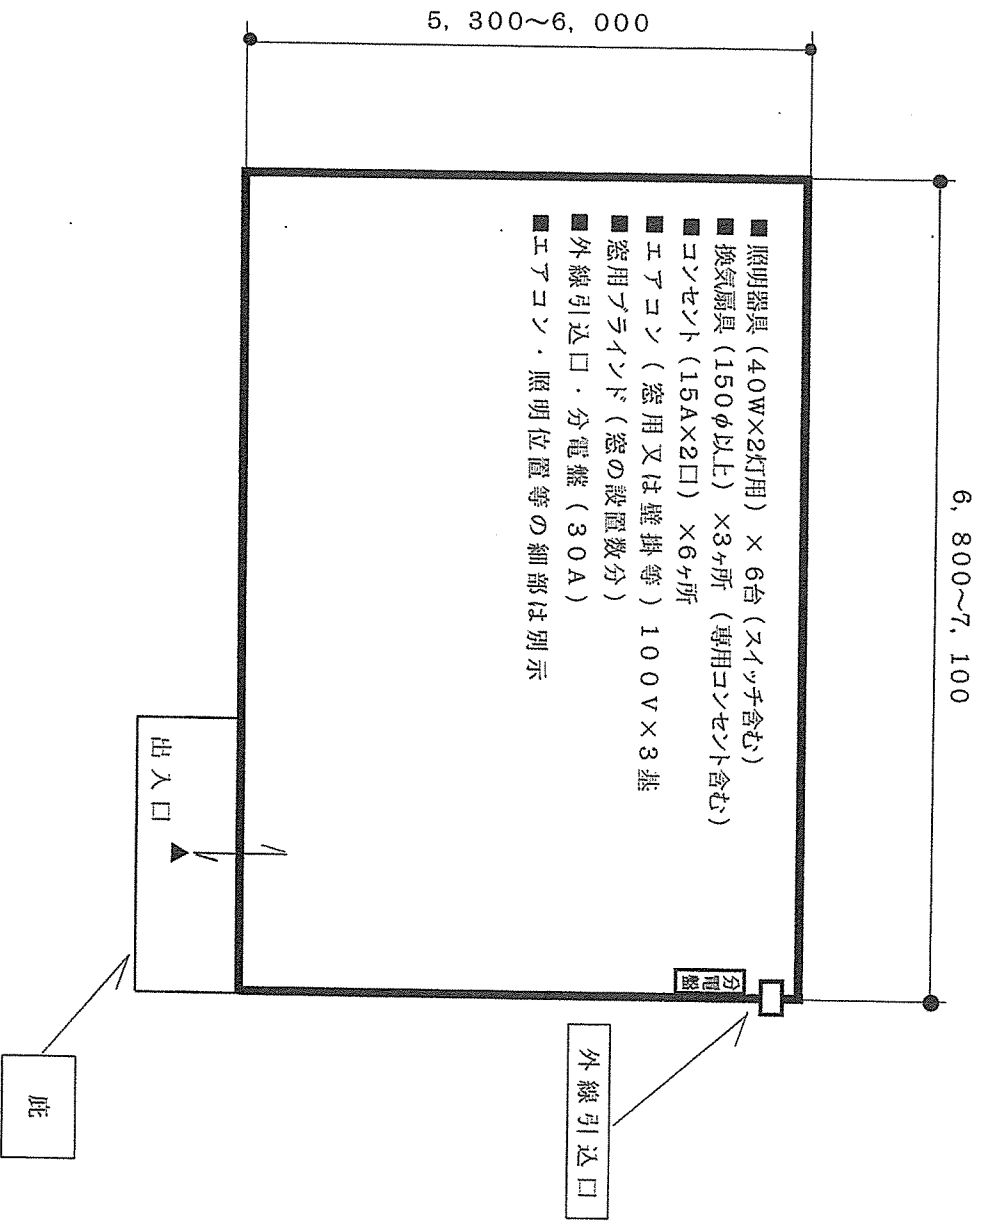 5, 300～6, 000
6, 800～7, 100
■照明器具(40W×2灯用) × 6台(スイッチ含む)
■換気扇具(150φ以上) ×3ヶ所 (専用コンセント含む)
■コンセント(15A×2口) ×6ヶ所
■エアコン(窓用又は壁掛等)100V×3基
■窓用ブラインド(窓の設置数分)
■外線引込口・分電盤(30A)
■エアコン・照明位置等の細部は別示
出入口
分電盤
外線引込口
庇